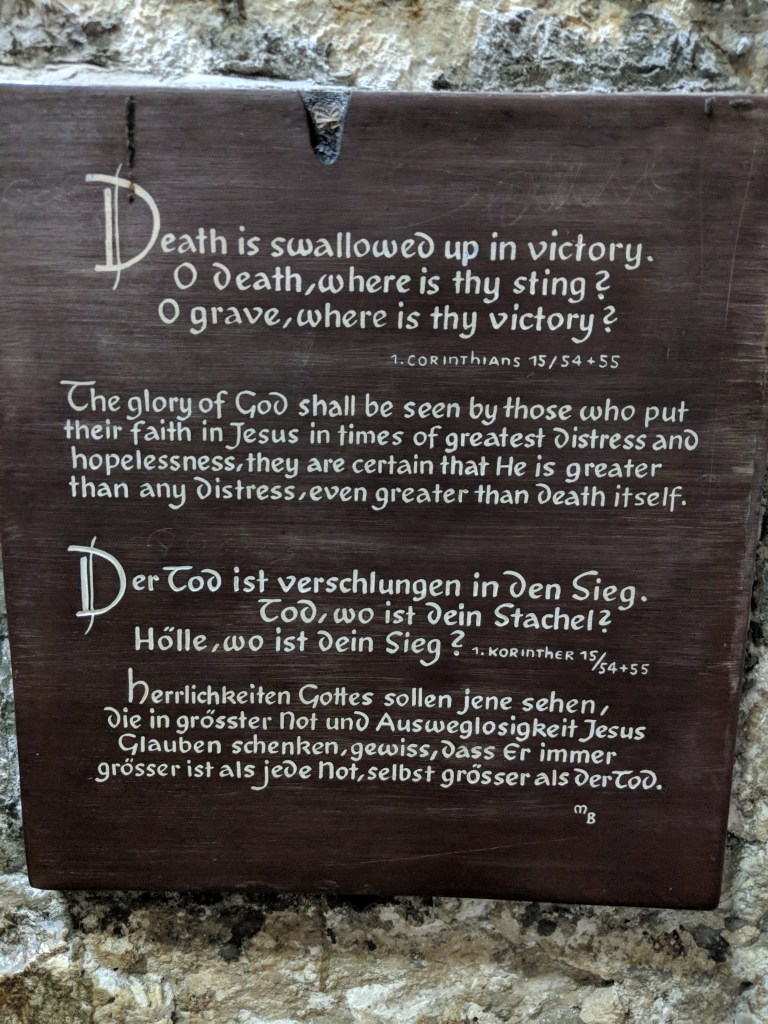 Death is swallowed up in victory.
O death, where is thy sting?
O grave, where is thy victory?
1. CORINThIANS 15/54+55
The glory of God shall be seen by those who put
their faith in Jesus in times of greatest distress and
hopelessness, they are certain that He is greater
than any distress, even greater than death itself.
Der Tod ist verschlungen in den Sieg.
Tod, wo ist dein Stachel?
Hölle, wo ist dein Sieg? 1. KORINTHER 15/54+55
Herrlichkeiten Gottes sollen jene sehen,
die in grösster Not und Ausweglosigkeit Jesus
Glauben schenken, gewiss, dass Er immer
grösser ist als jede Not, selbst grösser als der Tod.
MB